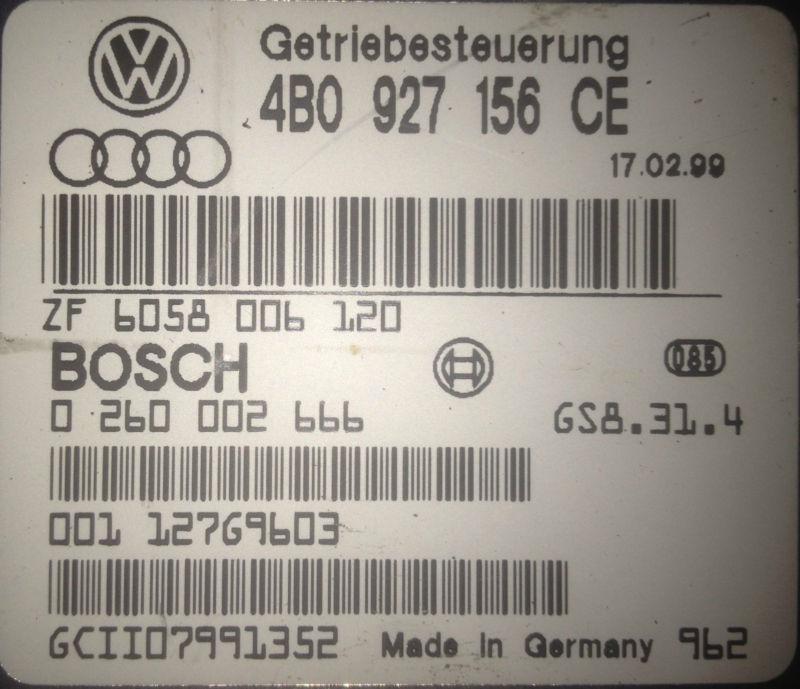 Getriebesteuerung
4B0 927 156 CE
17.02.99
ZF 6058 006 120
BOSCH
085
0 260 002 666
GS8.31.4
001 127G9603
GCII07991352
Made in Germany 962